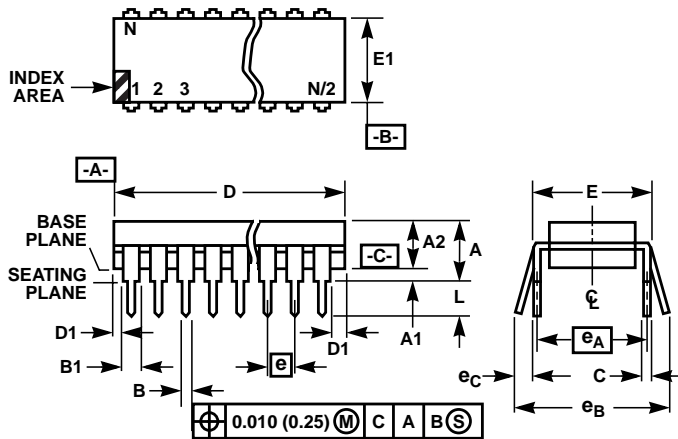 N
E1
INDEX
AREA
1 2 3 N/2
-B-
-A-
D
E
BASE
PLANE
A2
A
-C-
SEATING
PLANE
L
C
L
D1
A1
D1
eA
B1
e
B
eC
C
eB
0.010 (0.25) M C A B S